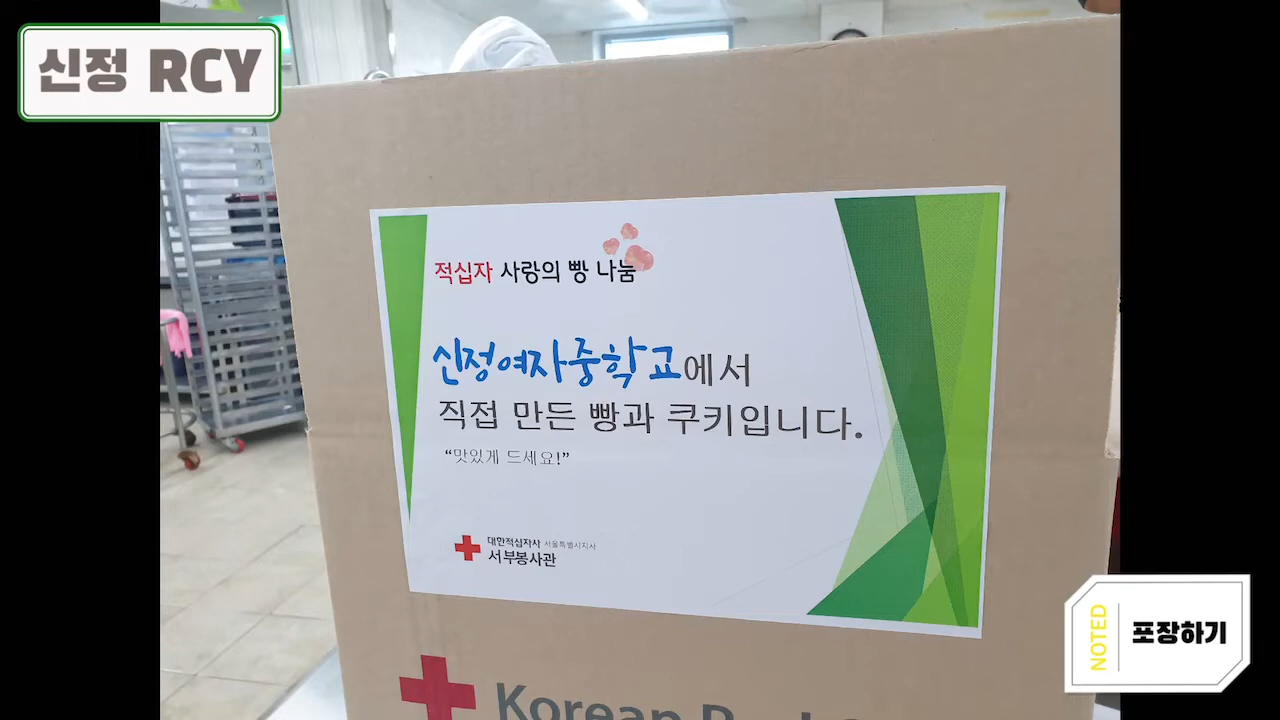 신정 RCY
적십자 사랑의 빵 나눔
신정여자중학교에서
직접 만든 빵과 쿠키입니다.
“맛있게 드세요!”
대한적십자사 서울특별시지사
서부봉사관
NOTED
포장하기
Korean Red